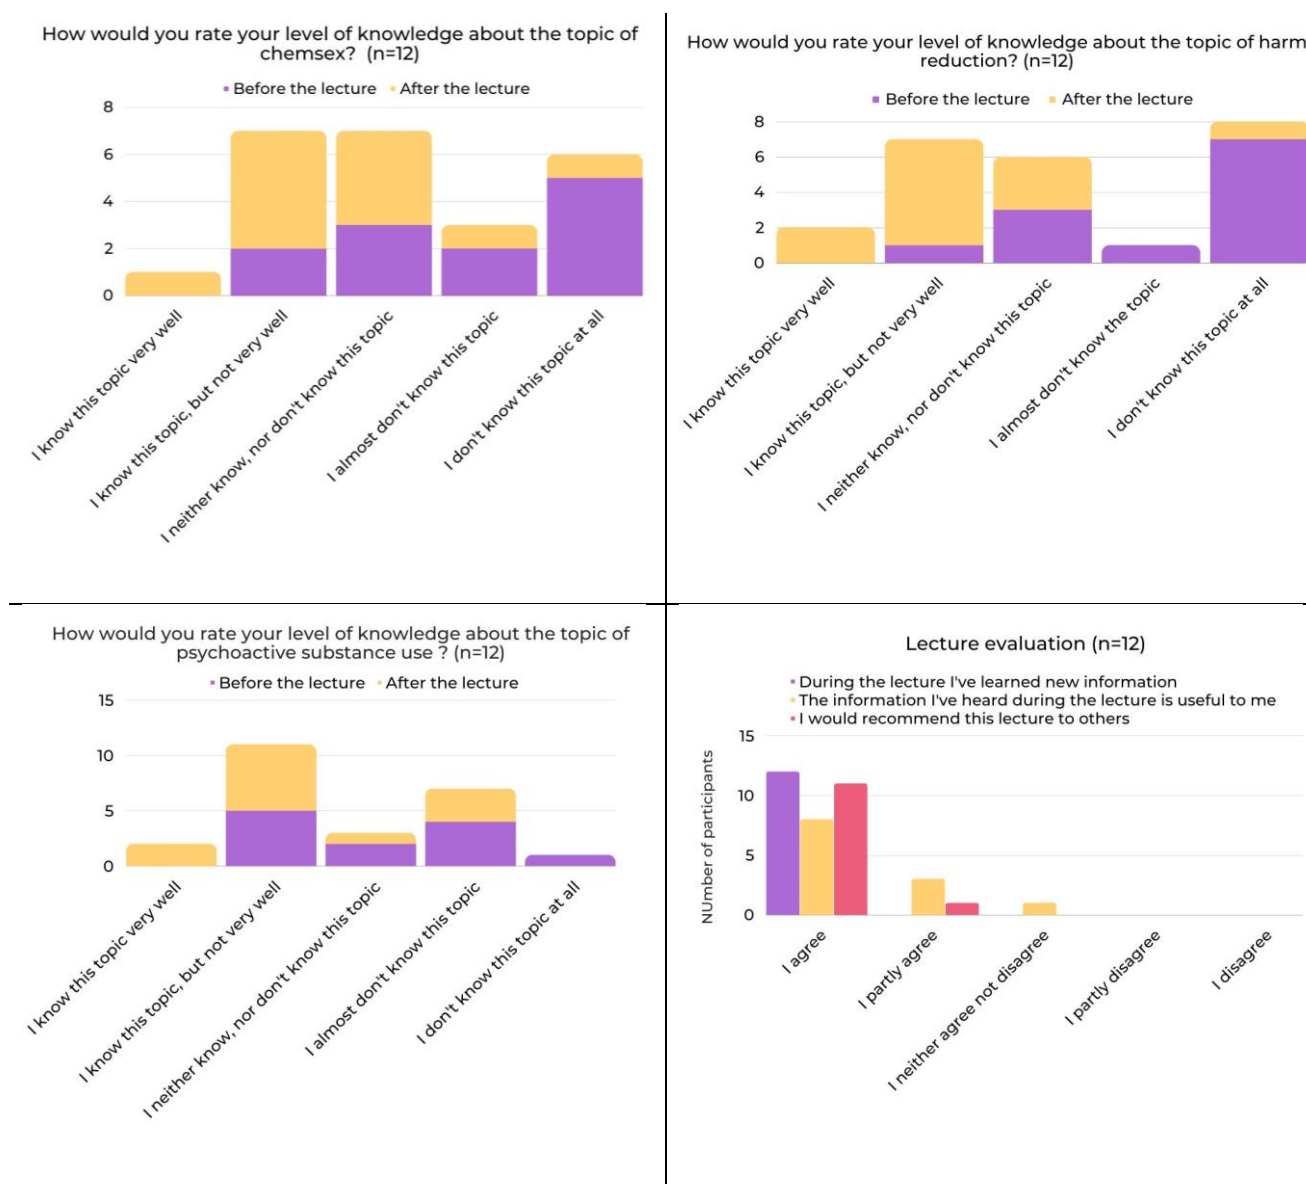 How would you rate your level of knowledge about the topic of
chemsex? (n=12)
Before the lecture After the lecture
8
6
4
2
0
I know this topic very well
I know this topic, but not very well
I neither know, nor don't know this topic
I almost don't know this topic
I don't know this topic at all
How would you rate your level of knowledge about the topic of harm
reduction? (n=12)
Before the lecture After the lecture
8
6
4
2
0
I know this topic very well
I know this topic, but not very well
I neither know, nor don't know this topic
I almost don't know the topic
I don't know this topic at all
How would you rate your level of knowledge about the topic of
psychoactive substance use ? (n=12)
Before the lecture After the lecture
15
10
5
0
I know this topic very well
I know this topic, but not very well
I neither know, nor don't know this topic
I almost don't know this topic
I don't know this topic at all
Lecture evaluation (n=12)
During the lecture I've learned new information
The information I've heard during the lecture is useful to me
I would recommend this lecture to others
NUmber of participants
15
10
5
0
I agree
I partly agree
I neither agree not disagree
I partly disagree
I disagree